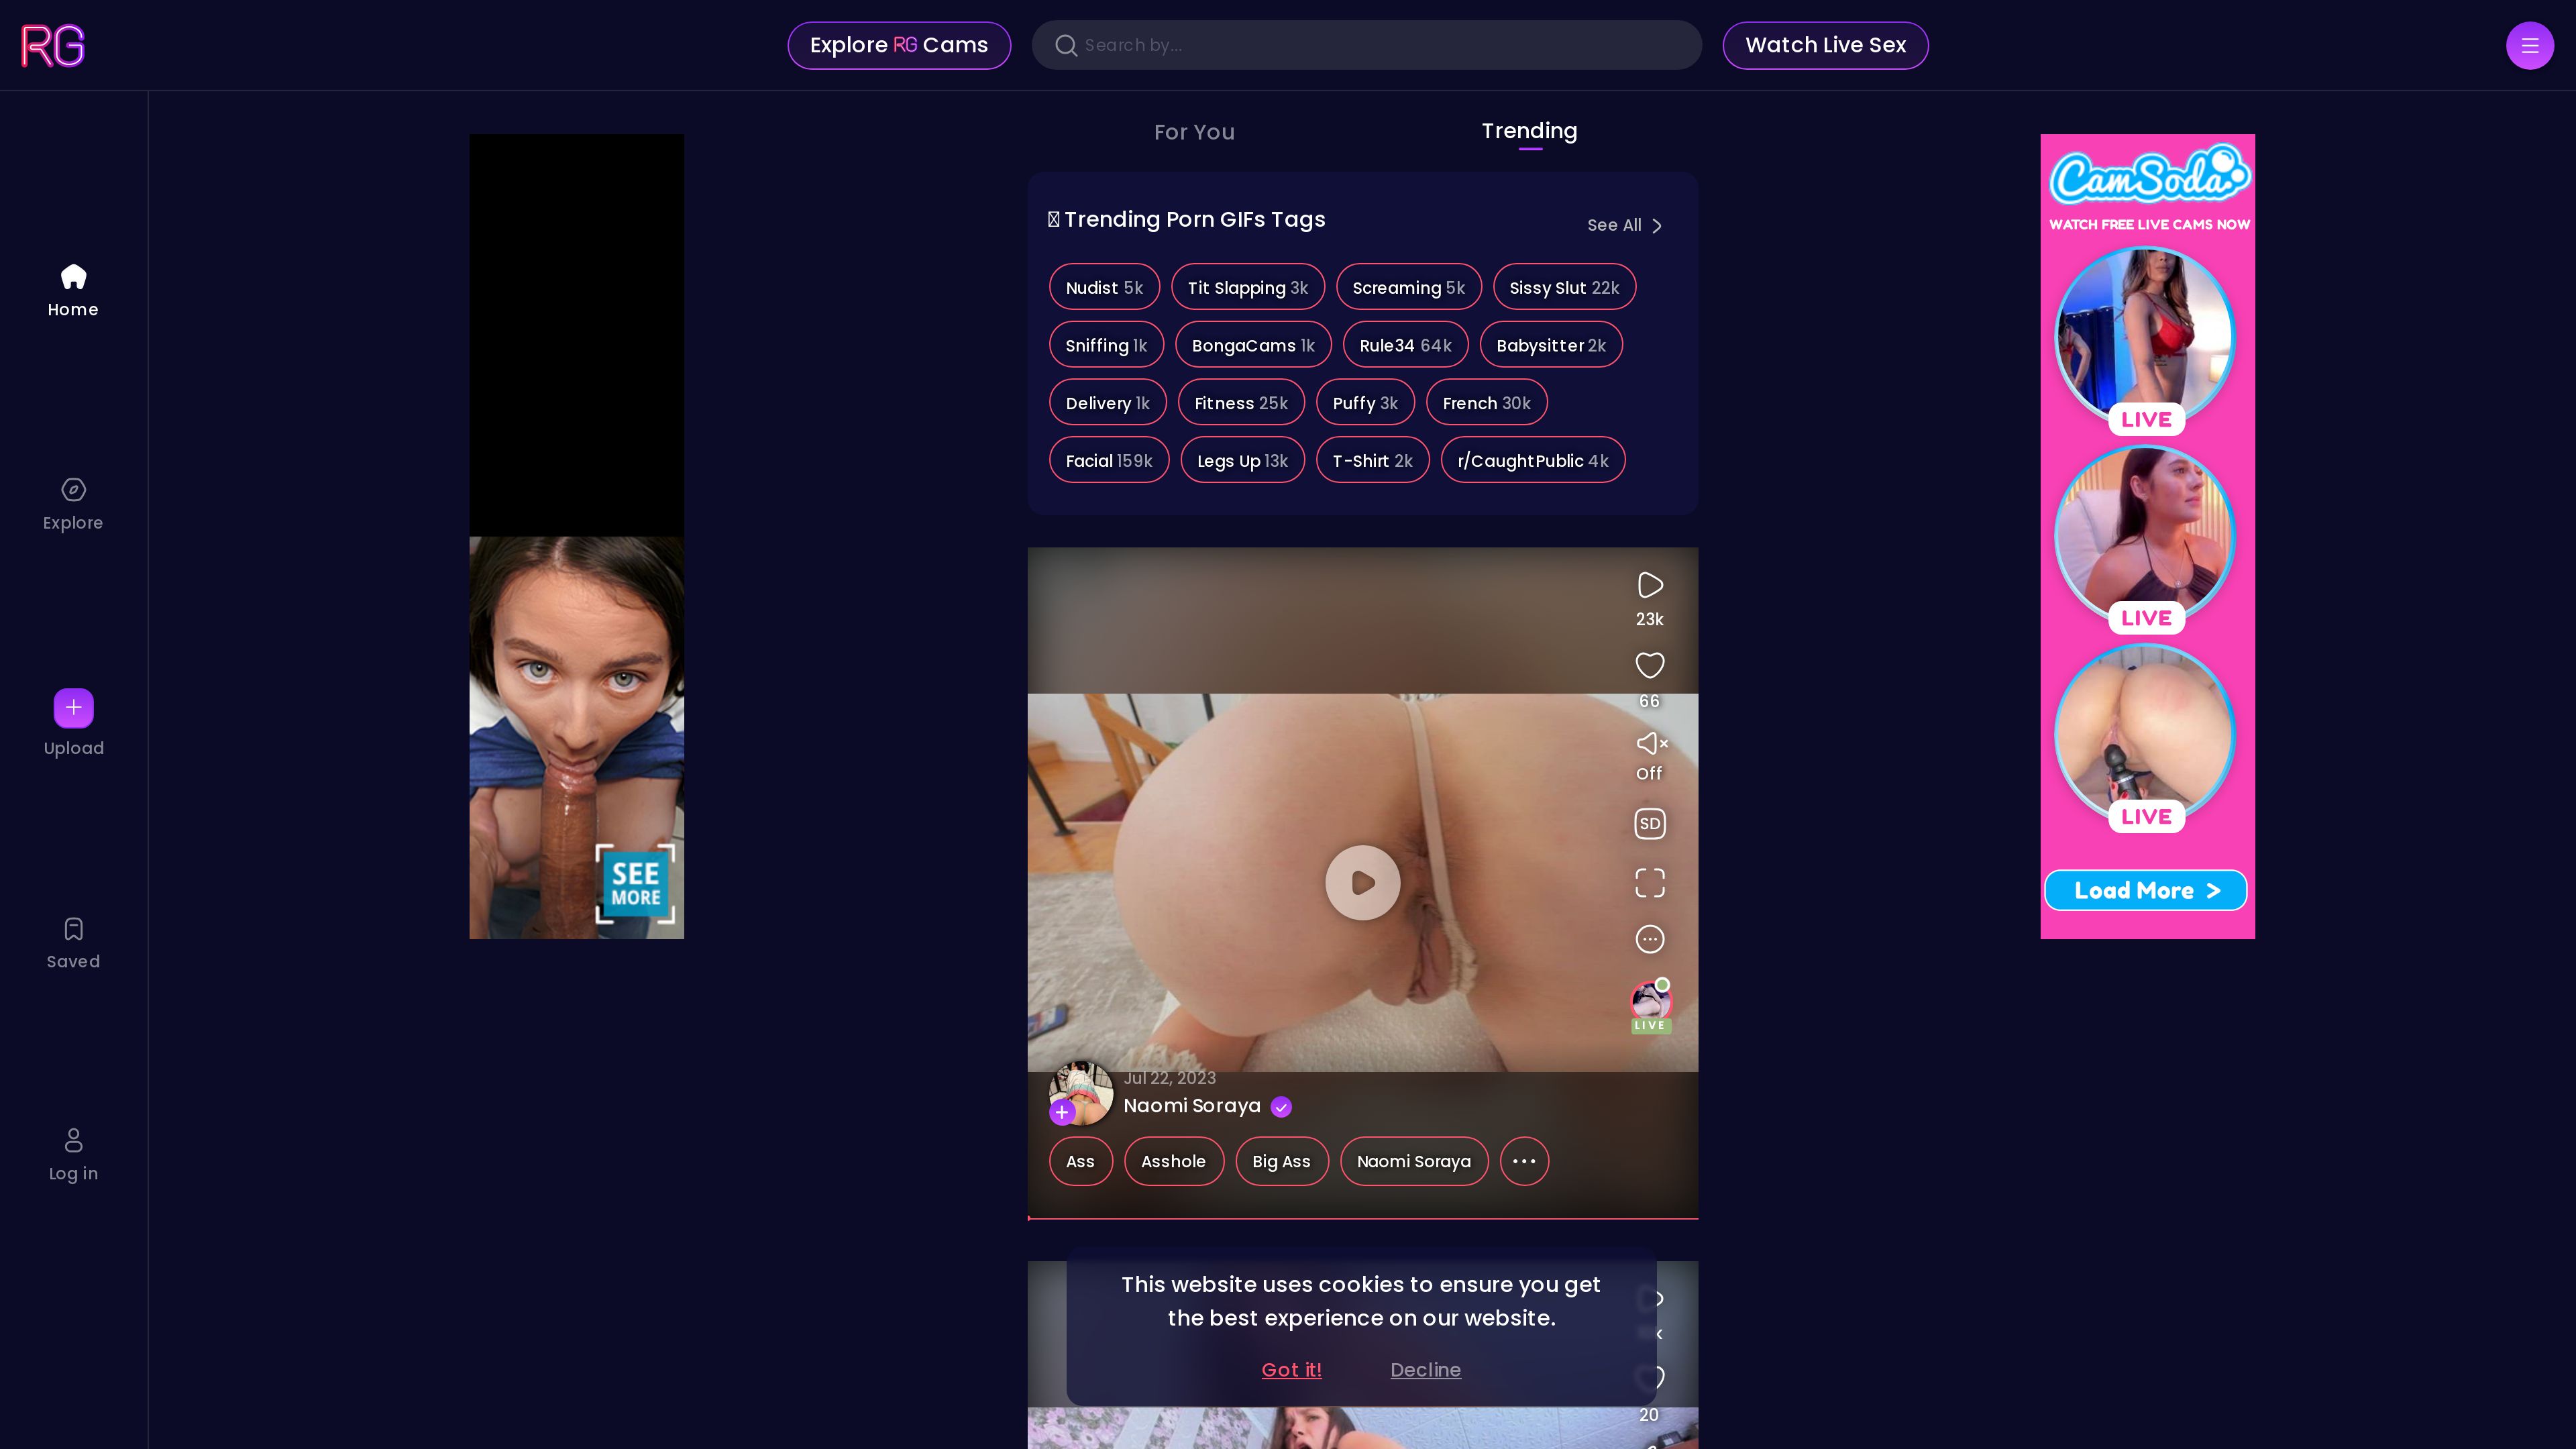 RG
Explore RG Cams
Search by...
Watch Live Sex
Home
Explore
Upload
Saved
Log in
For You
Trending
Trending Porn GIFs Tags
See All
Nudist 5k
Tit Slapping 3k
Screaming 5k
Sissy Slut 22k
Sniffing 1k
BongaCams 1k
Rule34 64k
Babysitter 2k
Delivery 1k
Fitness 25k
Puffy 3k
French 30k
Facial 159k
Legs Up 13k
T-Shirt 2k
r/CaughtPublic 4k
SEE
MORE
23k
66
Off
SD
LIVE
Jul 22, 2023
Naomi Soraya
Ass
Asshole
Big Ass
Naomi Soraya
CamSoda
WATCH FREE LIVE CAMS NOW
LIVE
LIVE
LIVE
Load More >
This website uses cookies to ensure you get
the best experience on our website.
Got it!
Decline
20